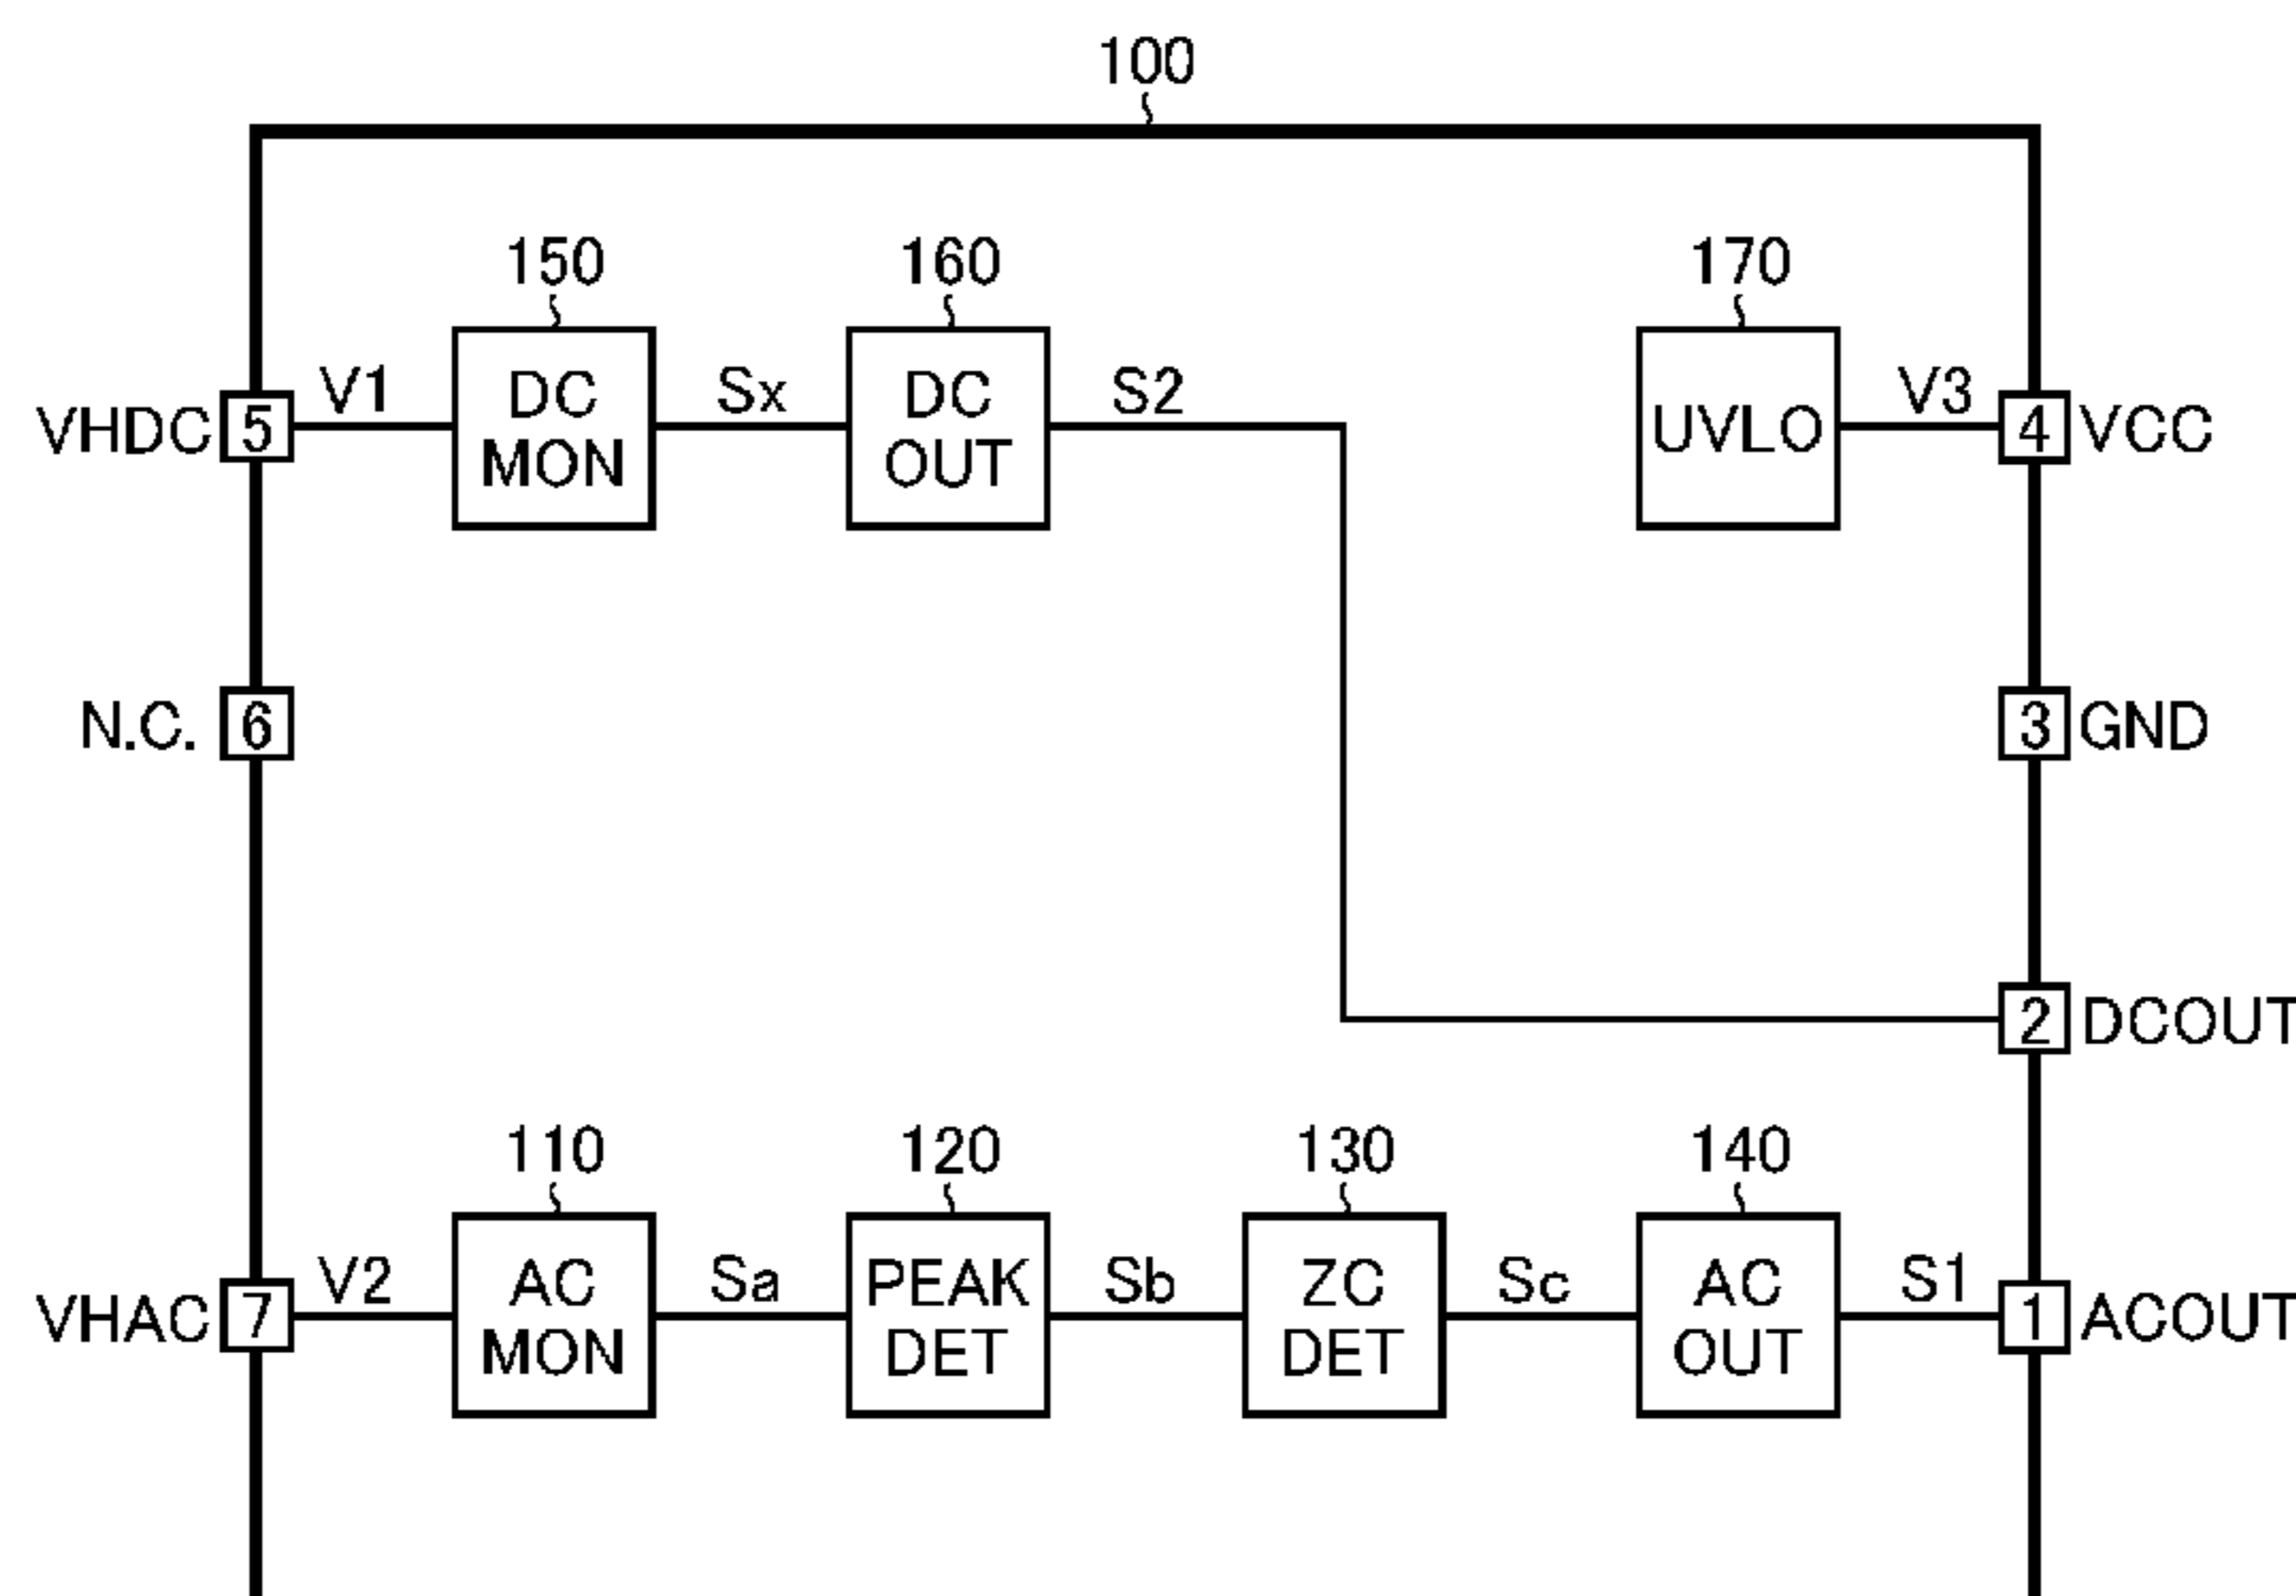 100
150
160
170
VHDC 5 V1 DC MON Sx DC OUT S2 UVLO V3 4 VCC
N.C. 6 3 GND
2 DCOUT
110
120
130
140
VHAC 7 V2 AC MON Sa PEAK DET Sb ZC DET Sc AC OUT S1 1 ACOUT